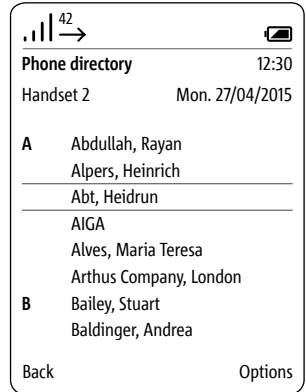 42
Phone directory 12:30
Handset 2 Mon. 27/04/2015
A Abdullah, Rayan
Alpers, Heinrich
Abt, Heidrun
AIGA
Alves, Maria Teresa
Arthus Company, London
B Bailey, Stuart
Baldinger, Andrea
Back Options